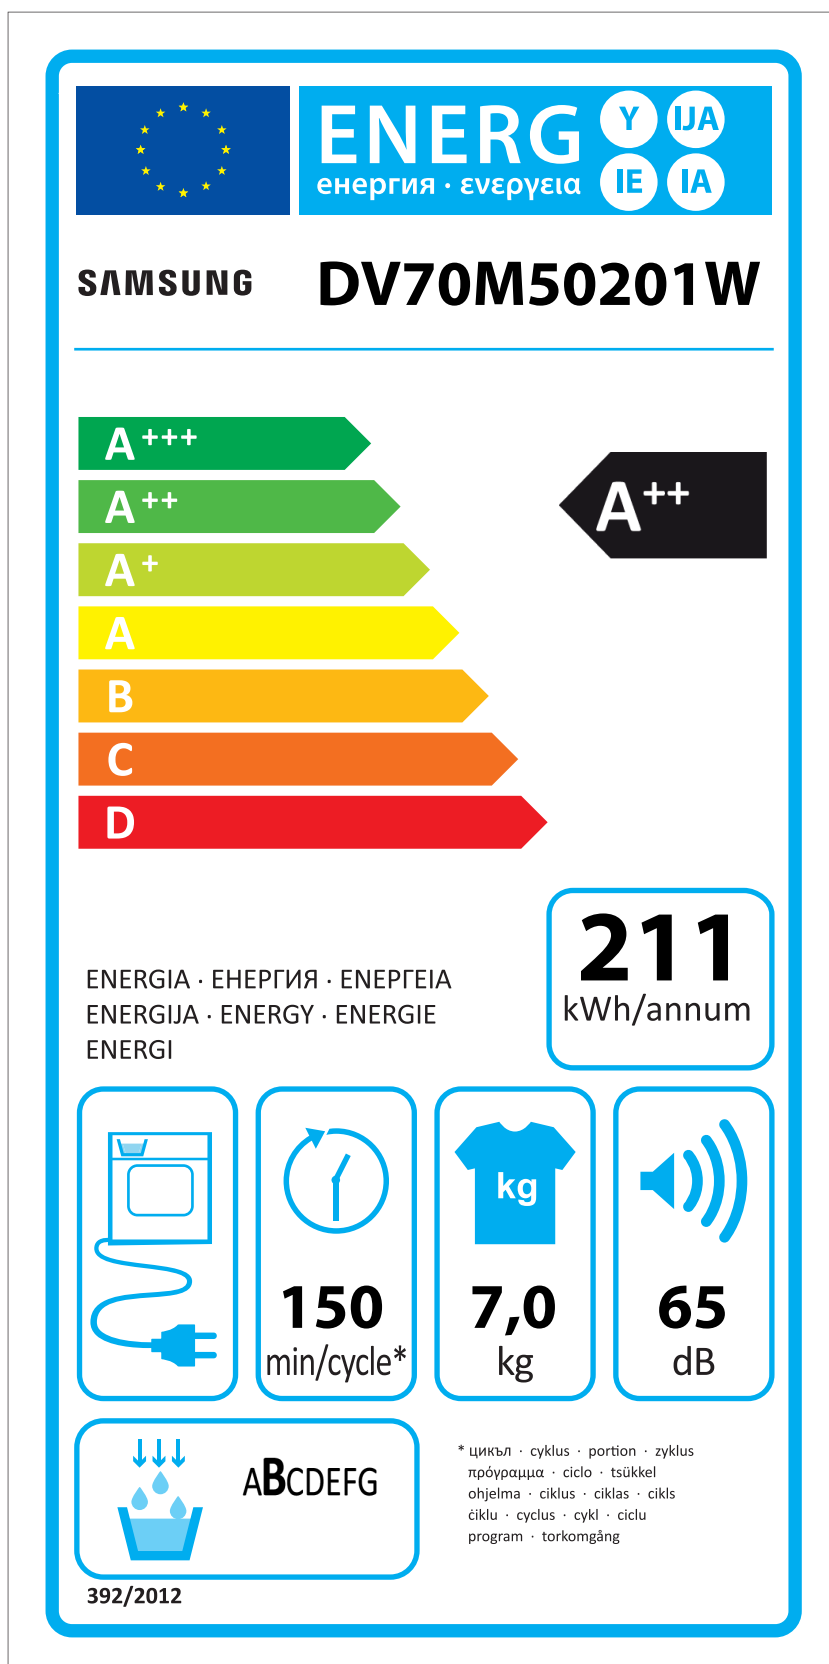 ENERG Y IJA
енергия · ενεργεια IE IA
SAMSUNG DV70M50201W
A+++
A++
A++
A+
A
B
C
D
211
kWh/annum
ENERGIA · ЕНЕРГИЯ · ΕΝΕΡΓΕΙΑ
ENERGIJA · ENERGY · ENERGIE
ENERGI
kg
150 7,0 65
min/cycle* kg dB
ABCDEFG
* цикъл · cyklus · portion · zyklus
πρόγραμμα · ciclo · tsükkel
ohjelma · ciklus · ciklas · cikls
ċiklu · cyclus · cykl · ciclu
program · torkomgång
392/2012